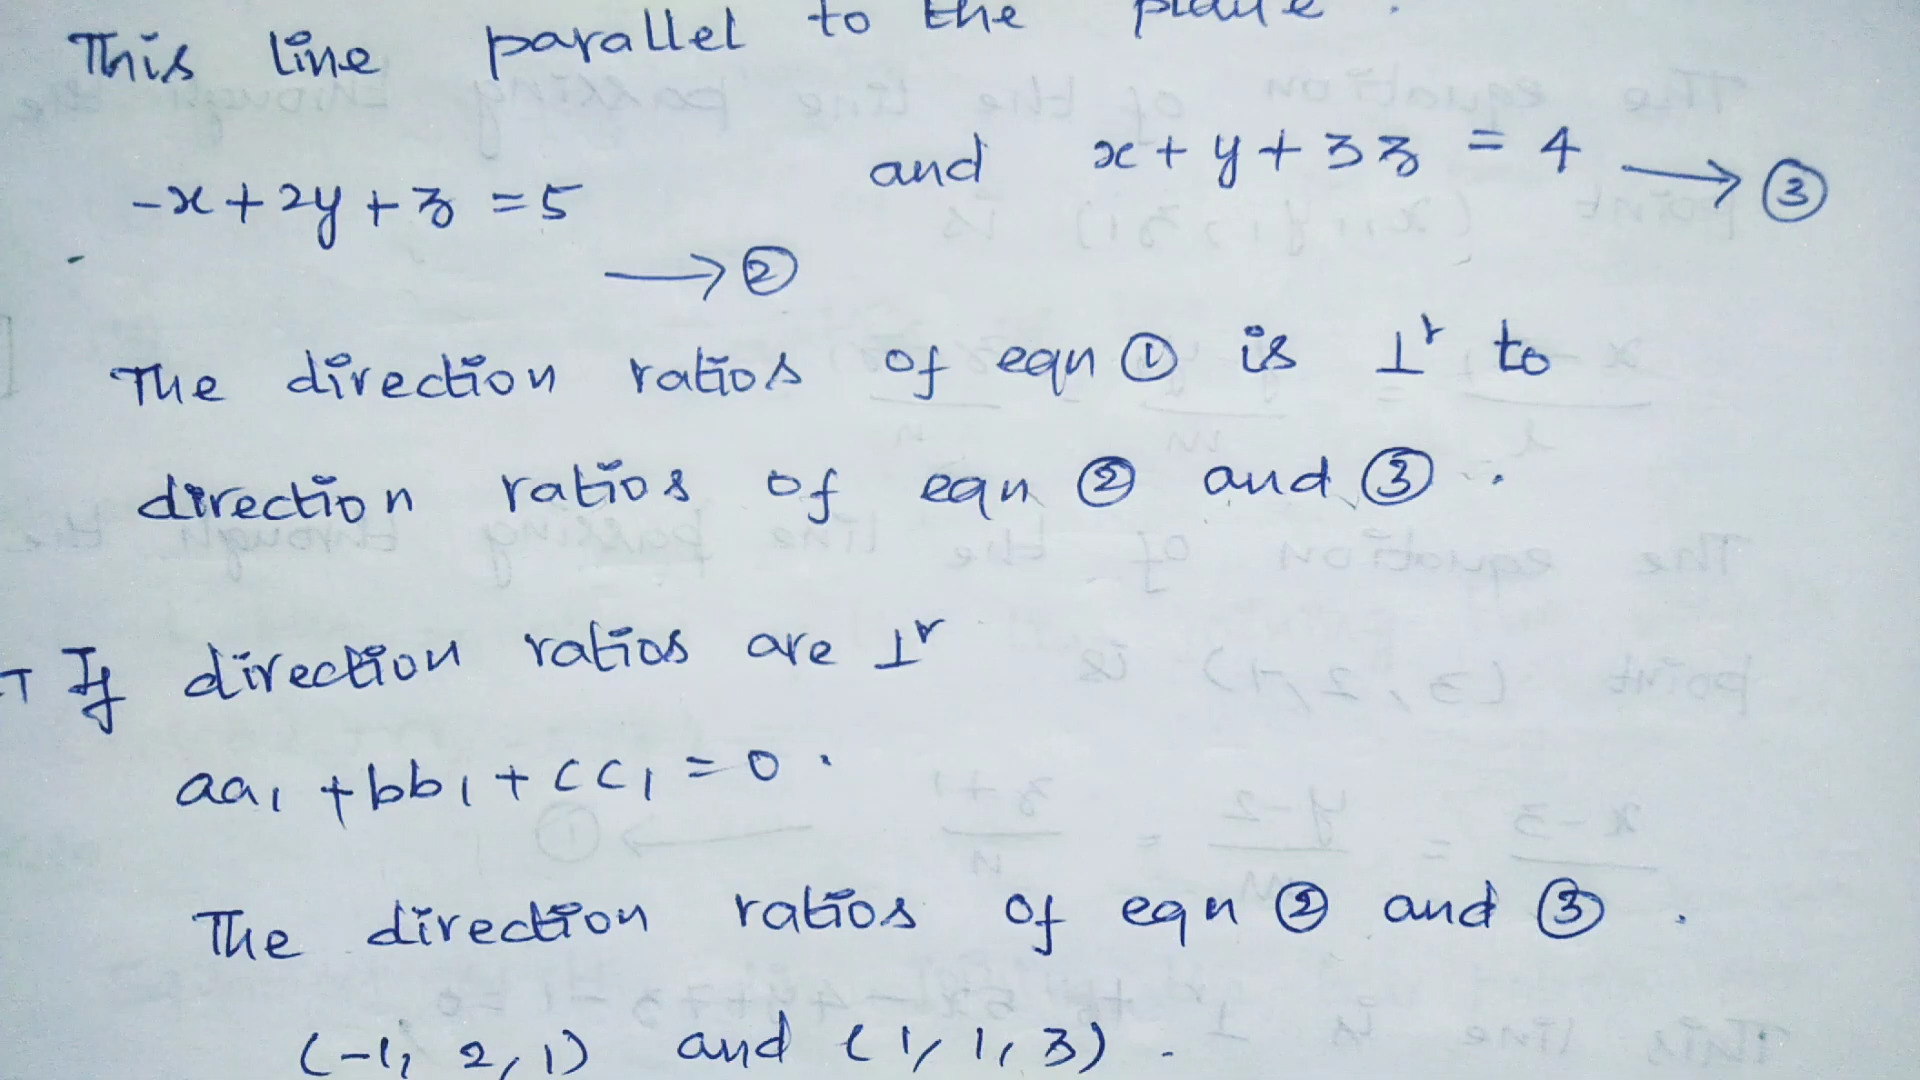 This line parallel to the plane.
-x+2y+z=5 → ② and x+y+3z=4 → ③
The direction ratios of eqn ① is ⊥ʳ to
direction ratios of eqn ② and ③.
If direction ratios are ⊥ʳ
aa₁+bb₁+cc₁=0.
The direction ratios of eqn ② and ③.
(-1, 2, 1) and (1, 1, 3).